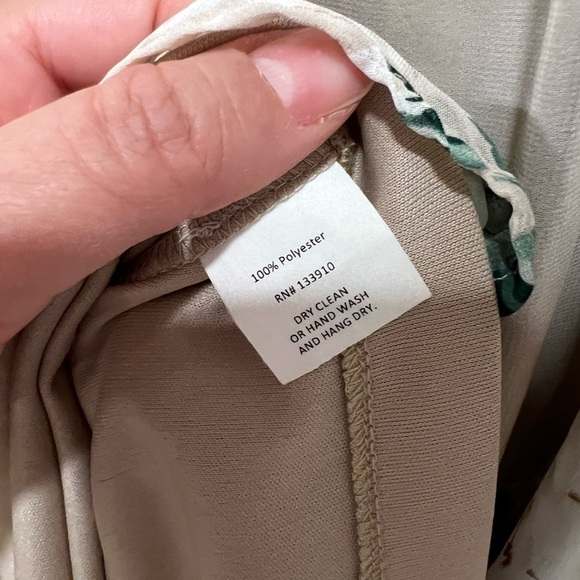 100% Polyester
RN# 133910
DRY CLEAN
OR HAND WASH
AND HANG DRY.